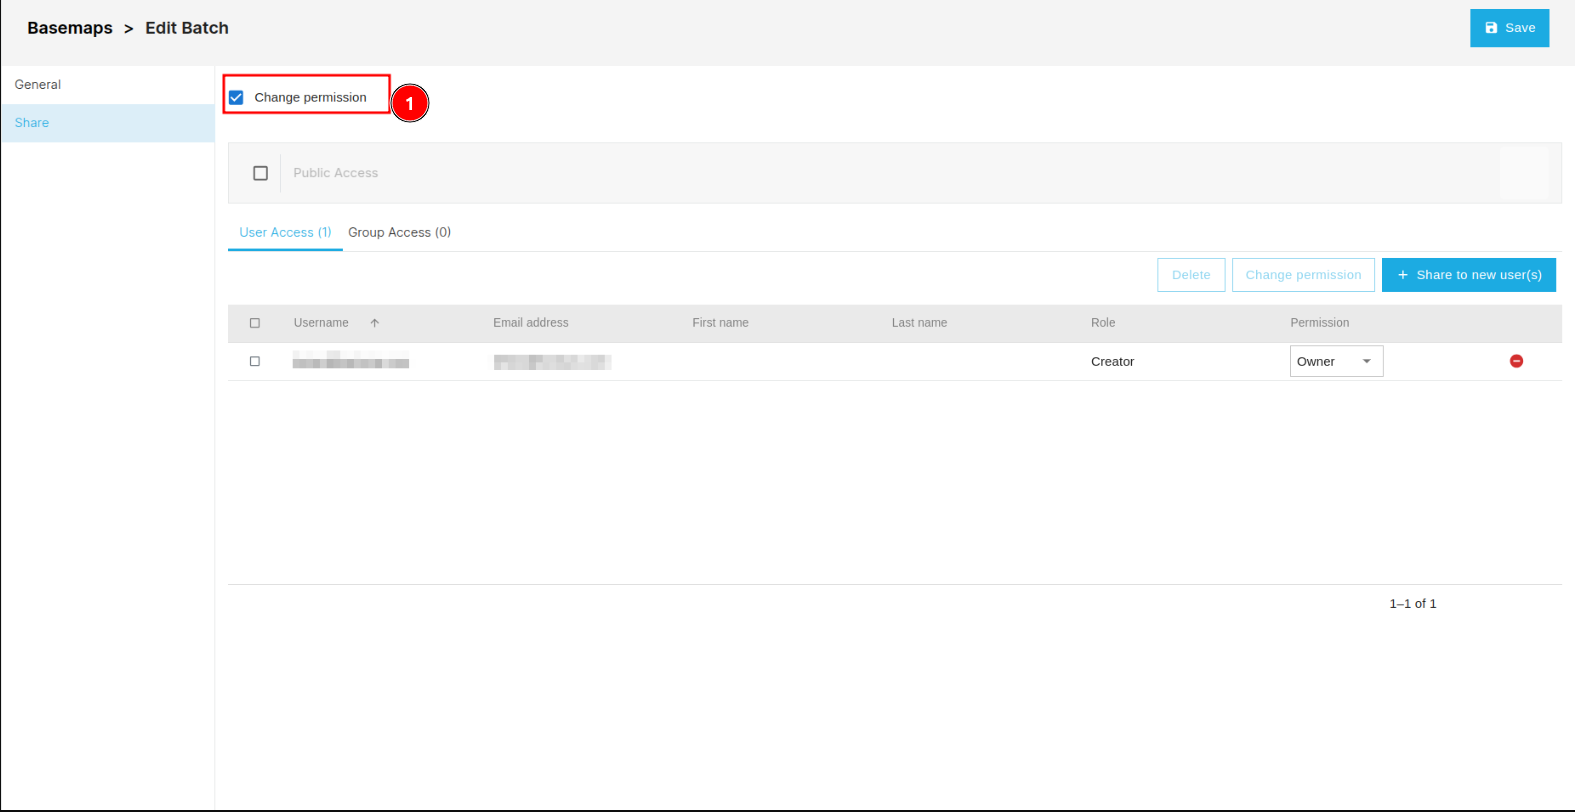 Basemaps > Edit Batch
Save
General
Share
Change permission
1
Public Access
User Access (1) Group Access (0)
Delete Change permission + Share to new user(s)
Username Email address First name Last name Role Permission
Creator Owner
1–1 of 1